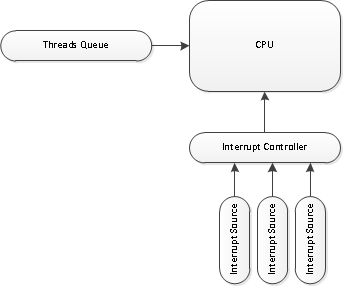 Threads Queue
CPU
Interrupt Controller
Interrupt Source
Interrupt Source
Interrupt Source